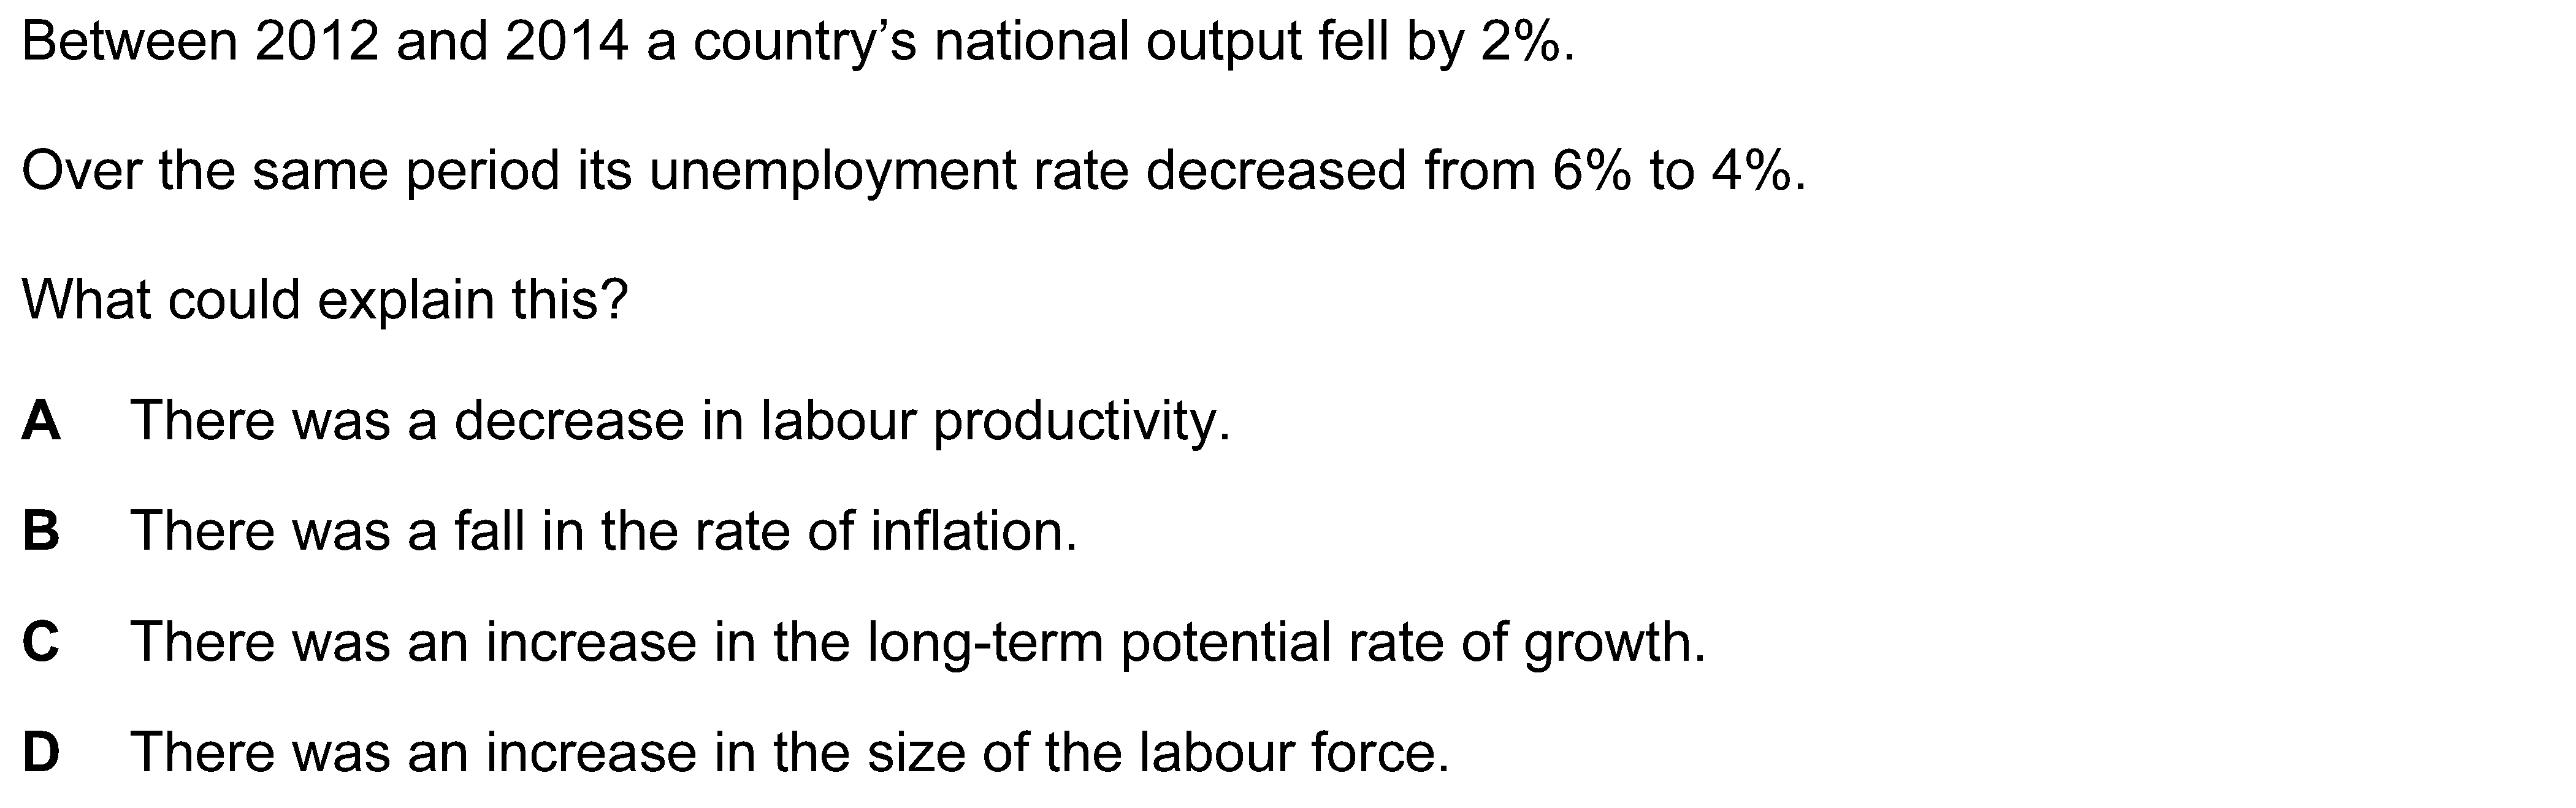 Between 2012 and 2014 a country’s national output fell by 2%.
Over the same period its unemployment rate decreased from 6% to 4%.
What could explain this?
A There was a decrease in labour productivity.
B There was a fall in the rate of inflation.
C There was an increase in the long-term potential rate of growth.
D There was an increase in the size of the labour force.